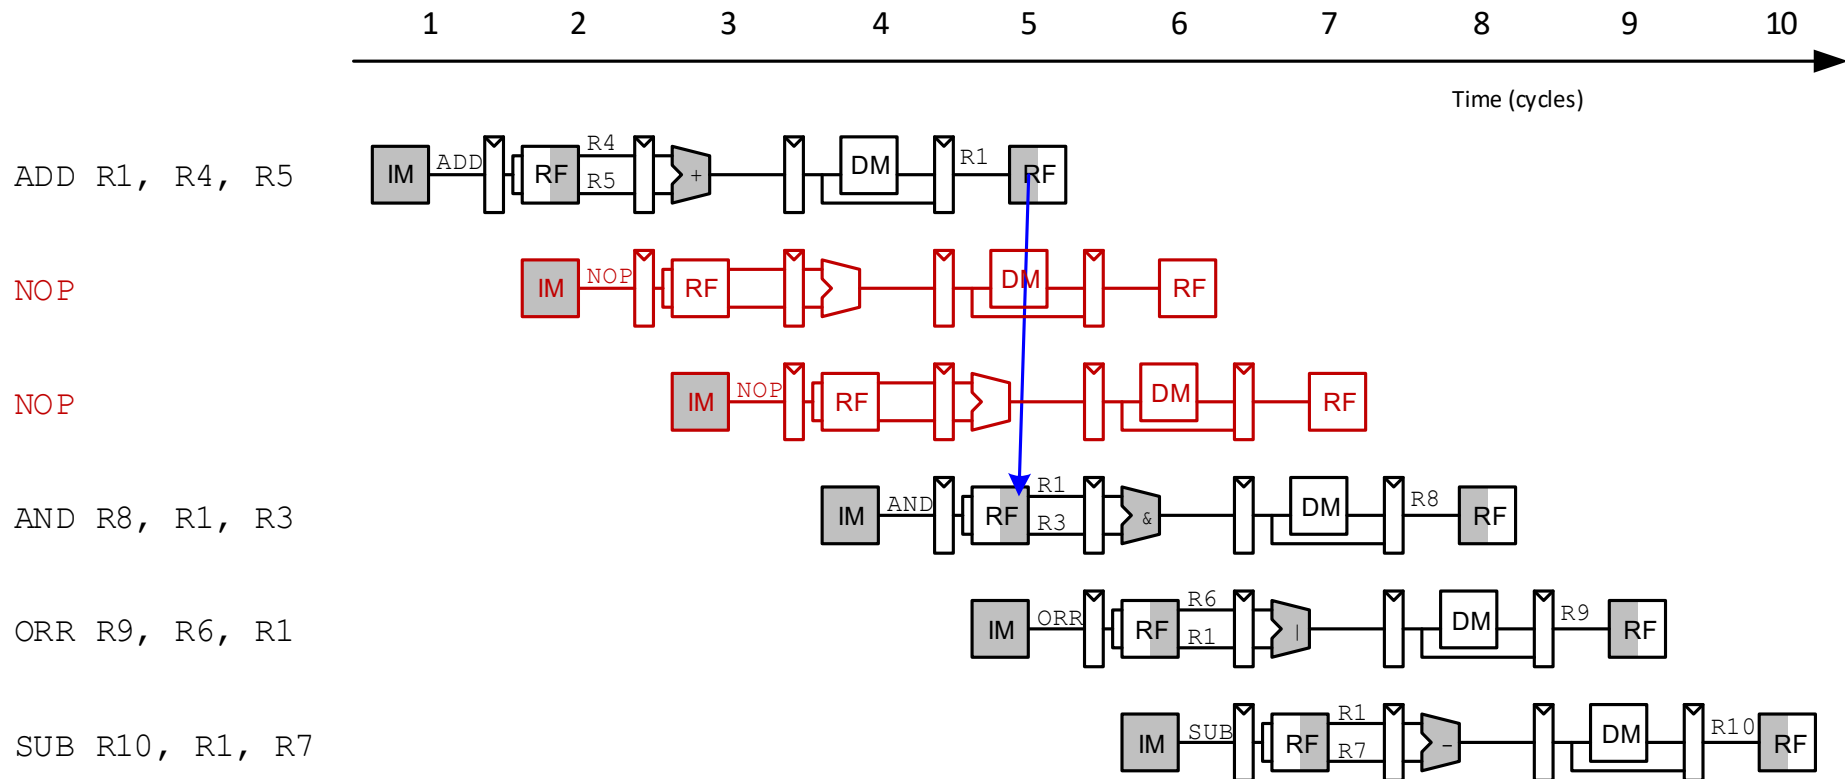 1 2 3 4 5 6 7 8 9 10
Time (cycles)
ADD R1, R4, R5 IM ADD RF R4 R5 + DM R1 RF
NOP IM NOP RF DM RF
NOP IM NOP RF DM RF
AND R8, R1, R3 IM AND RF R1 R3 & DM R8 RF
ORR R9, R6, R1 IM ORR RF R6 R1 | DM R9 RF
SUB R10, R1, R7 IM SUB RF R1 R7 - DM R10 RF